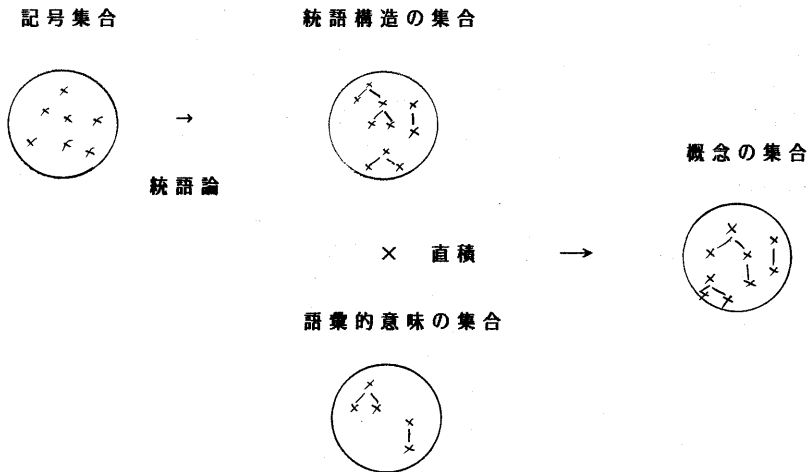 記号集合
統語構造の集合
→
統語論
概念の集合
× 直積 →
語彙的意味の集合